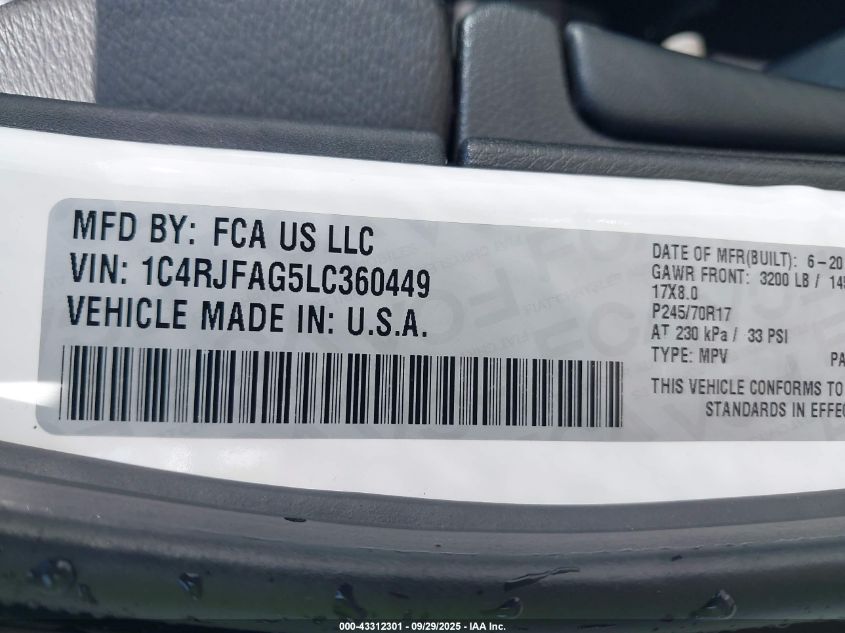 MFD BY: FCA US LLC
VIN: 1C4RJFAG5LC360449
VEHICLE MADE IN: U.S.A.
DATE OF MFR(BUILT): 6-20
GAWR FRONT: 3200 LB /
17X8.0
P245/70R17
AT 230 kPa / 33 PSI
TYPE: MPV PA
THIS VEHICLE CONFORMS TO
STANDARDS IN EFFEC
000-43312301 - 09/29/2025 - IAA Inc.